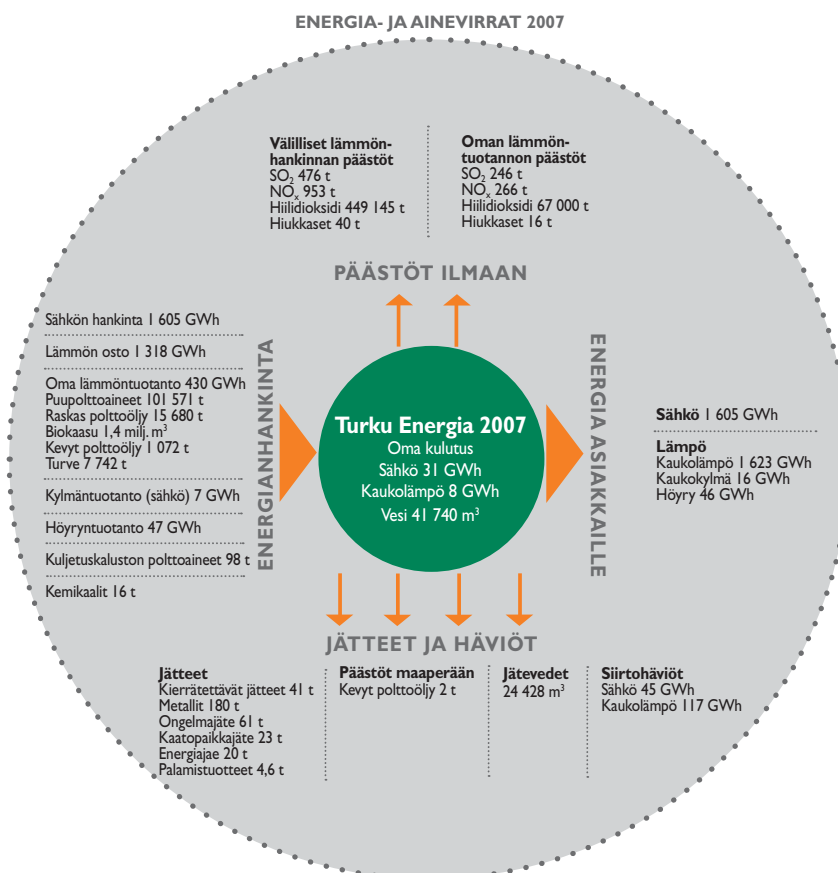 ENERGIA- JA AINEVIRRAT 2007
Välilliset lämmön-
hankinnan päästöt
SO₂ 476 t
NOₓ 953 t
Hiilidioksidi 449 145 t
Hiukkaset 40 t
Oman lämmön-
tuotannon päästöt
SO₂ 246 t
NOₓ 266 t
Hiilidioksidi 67 000 t
Hiukkaset 16 t
PÄÄSTÖT ILMAAN
Sähkön hankinta 1 605 GWh
Lämmön osto 1 318 GWh
Oma lämmöntuotanto 430 GWh
Puupolttoaineet 101 571 t
Raskas polttoöljy 15 680 t
Biokaasu 1,4 milj. m³
Kevyt polttoöljy 1 072 t
Turve 7 742 t
Kylmäntuotanto (sähkö) 7 GWh
Höyryntuotanto 47 GWh
Kuljetuskaluston polttoaineet 98 t
Kemikaalit 16 t
ENERGIANHANKINTA
Turku Energia 2007
Oma kulutus
Sähkö 31 GWh
Kaukolämpö 8 GWh
Vesi 41 740 m³
ENERGIA ASIAKKAILLE
Sähkö 1 605 GWh
Lämpö
Kaukolämpö 1 623 GWh
Kaukokylmä 16 GWh
Höyry 46 GWh
JÄTTEET JA HÄVIÖT
Jätteet
Kierrätettävät jätteet 41 t
Metallit 180 t
Ongelmajäte 61 t
Kaatopaikkajäte 23 t
Energiajae 20 t
Palamistuotteet 4,6 t
Päästöt maaperään
Kevyt polttoöljy 2 t
Jätevedet
24 428 m³
Siirtohäviöt
Sähkö 45 GWh
Kaukolämpö 117 GWh